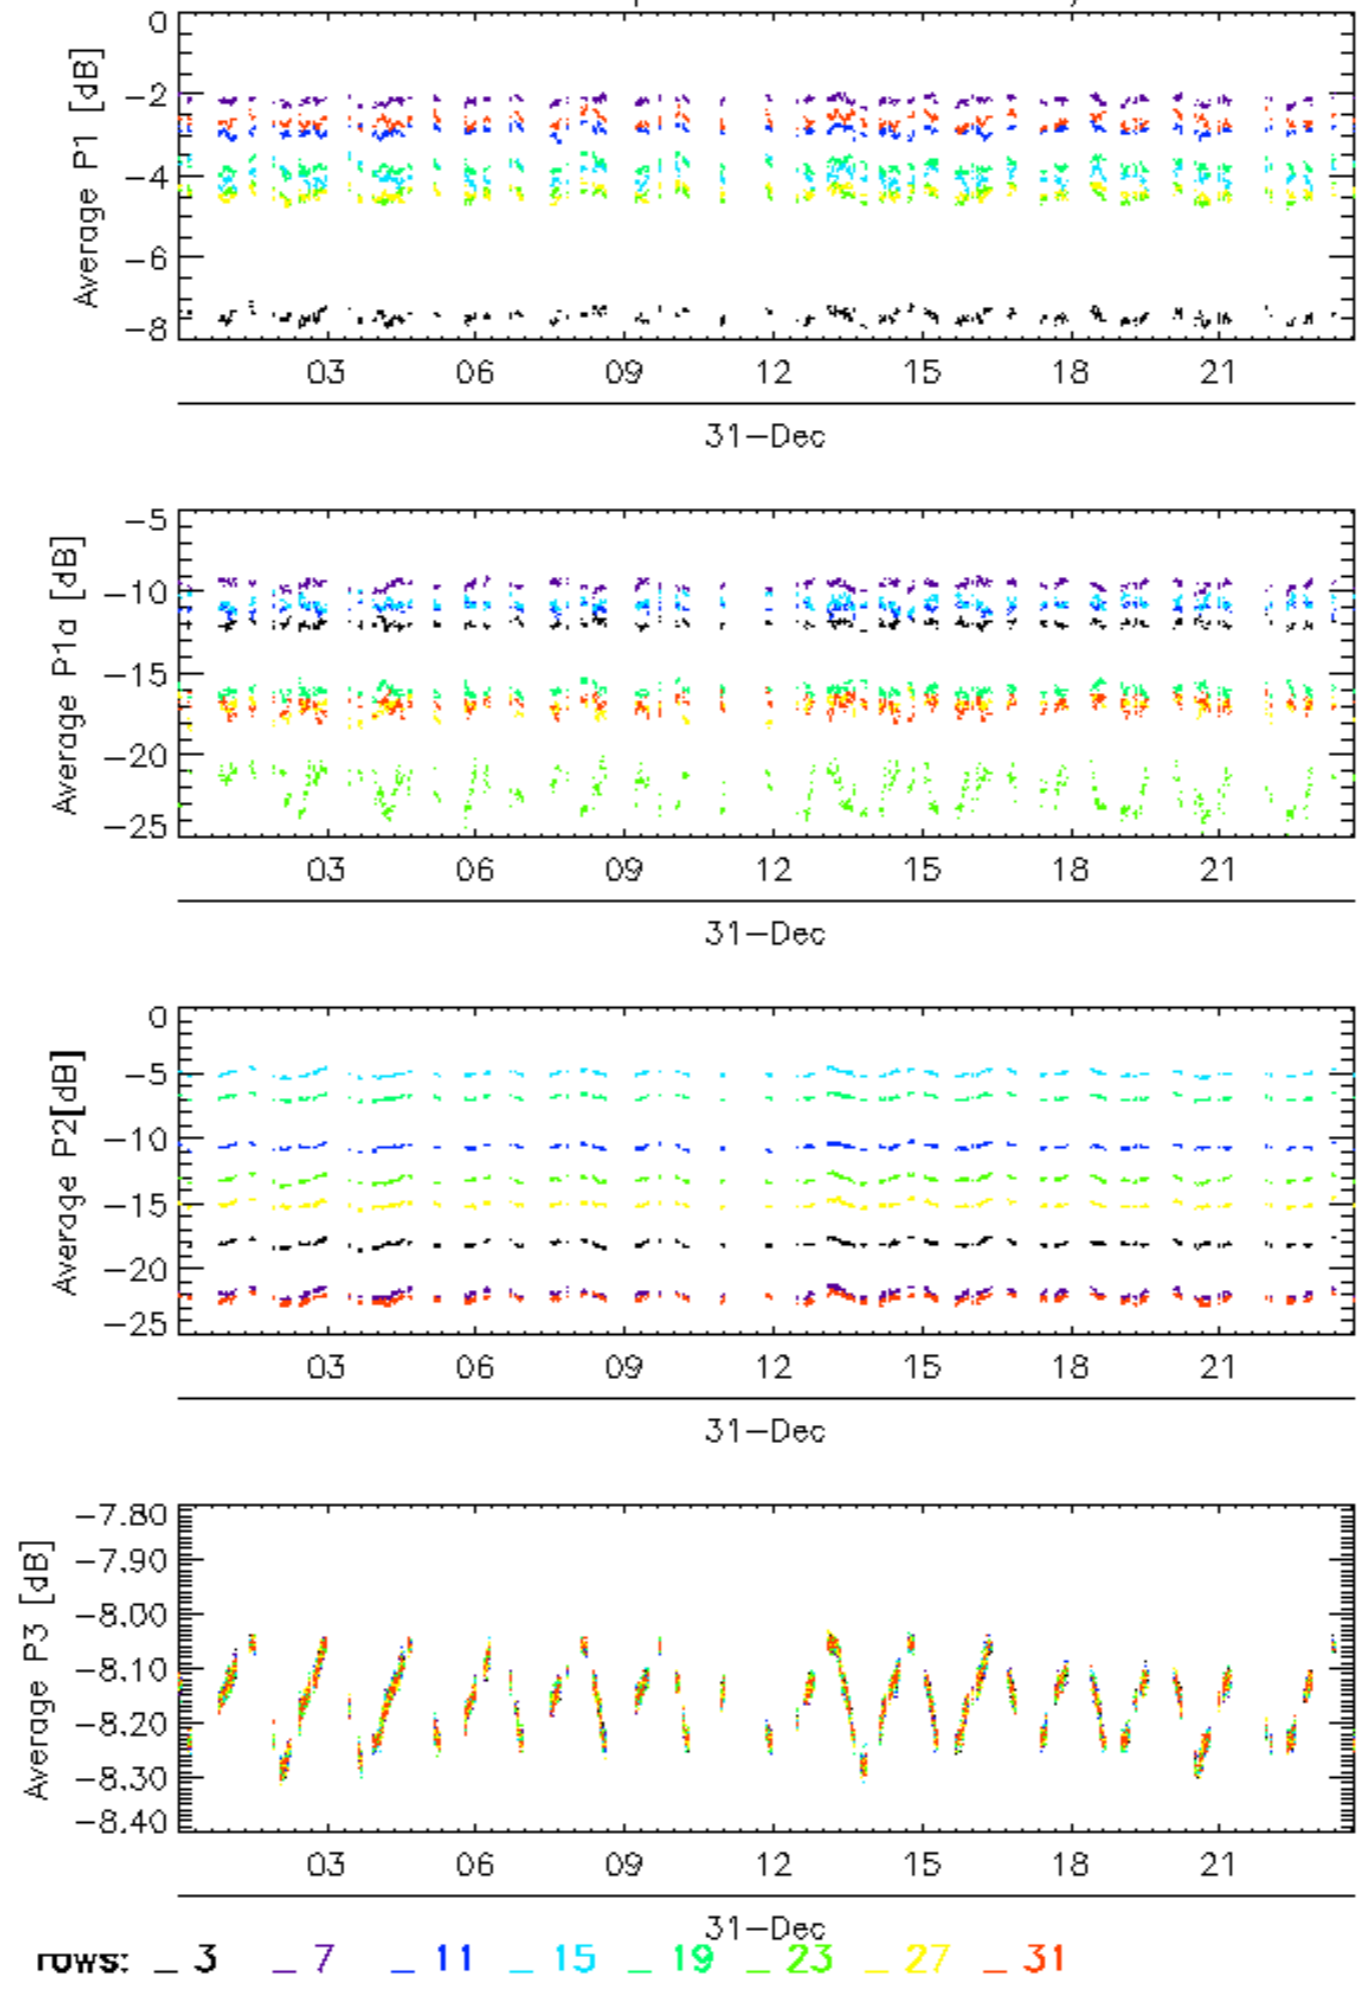 0
Average P1 [dB]
−2
−4
−6
−8
03 06 09 12 15 18 21
31−Dec
−5
Average P1a [dB]
−10
−15
−20
−25
03 06 09 12 15 18 21
31−Dec
0
Average P2[dB]
−5
−10
−15
−20
−25
03 06 09 12 15 18 21
31−Dec
−7.80
Average P3 [dB]
−7.90
−8.00
−8.10
−8.20
−8.30
−8.40
03 06 09 12 15 18 21
31−Dec
rows: _ 3 _ 7 _ 11 _ 15 _ 19 _ 23 _ 27 _ 31